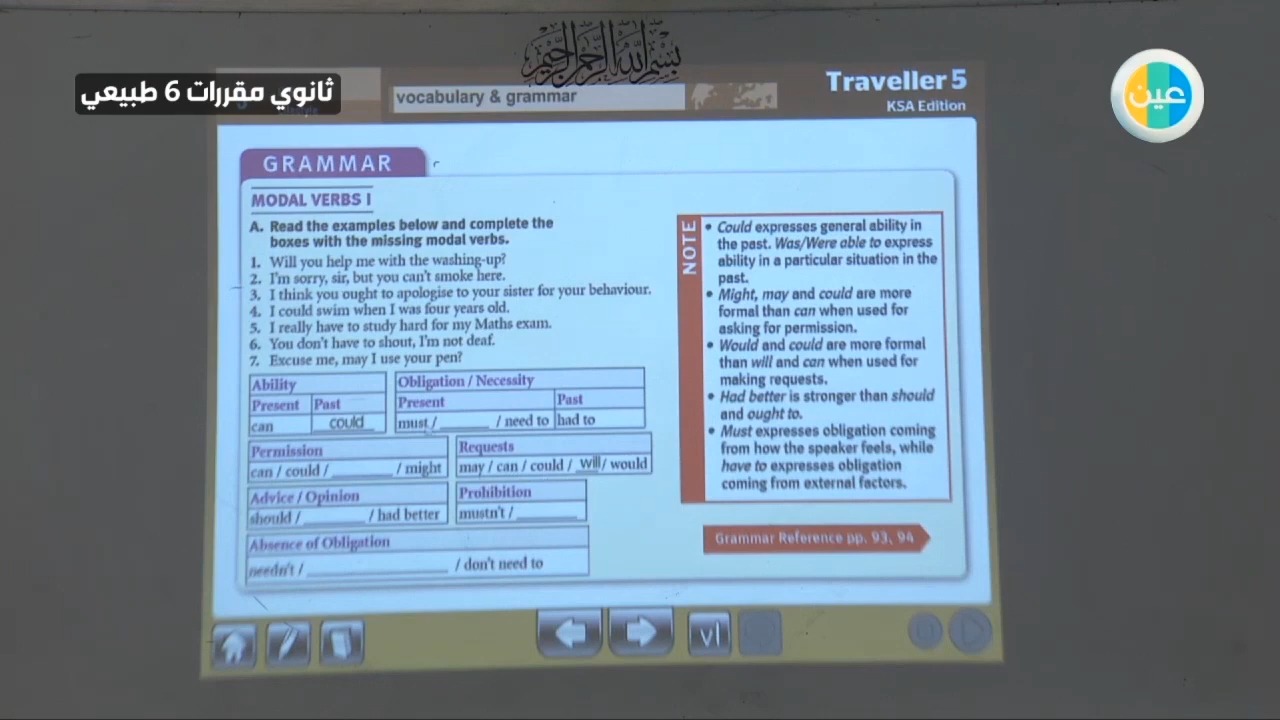 بسم الله الرحمن الرحيم
ثانوي مقررات 6 طبيعي
عين
vocabulary & grammar
Traveller 5
KSA Edition
GRAMMAR
MODAL VERBS I
A. Read the examples below and complete the
boxes with the missing modal verbs.
1. Will you help me with the washing-up?
2. I'm sorry, sir, but you can't smoke here.
3. I think you ought to apologise to your sister for your behaviour.
4. I could swim when I was four years old.
5. I really have to study hard for my Maths exam.
6. You don't have to shout, I'm not deaf.
7. Excuse me, may I use your pen?
Ability
Present Past
can could
Obligation / Necessity
Present Past
must / ______ / need to had to
Permission
can / could / ______ / might
Requests
may / can / could / will / would
Advice / Opinion
should / ______ / had better
Prohibition
mustn't / ______
Absence of Obligation
needn't / ______ / don't need to
NOTE
• Could expresses general ability in
the past. Was/Were able to express
ability in a particular situation in the
past.
• Might, may and could are more
formal than can when used for
asking for permission.
• Would and could are more formal
than will and can when used for
making requests.
• Had better is stronger than should
and ought to.
• Must expresses obligation coming
from how the speaker feels, while
have to expresses obligation
coming from external factors.
Grammar Reference pp. 93, 94